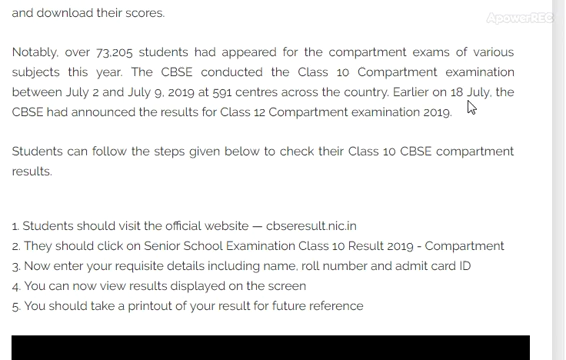 and download their scores.
ApowerREC
Notably, over 73,205 students had appeared for the compartment exams of various
subjects this year. The CBSE conducted the Class 10 Compartment examination
between July 2 and July 9, 2019 at 591 centres across the country. Earlier on 18 July, the
CBSE had announced the results for Class 12 Compartment examination 2019.
Students can follow the steps given below to check their Class 10 CBSE compartment
results.
1. Students should visit the official website — cbseresult.nic.in
2. They should click on Senior School Examination Class 10 Result 2019 - Compartment
3. Now enter your requisite details including name, roll number and admit card ID
4. You can now view results displayed on the screen
5. You should take a printout of your result for future reference